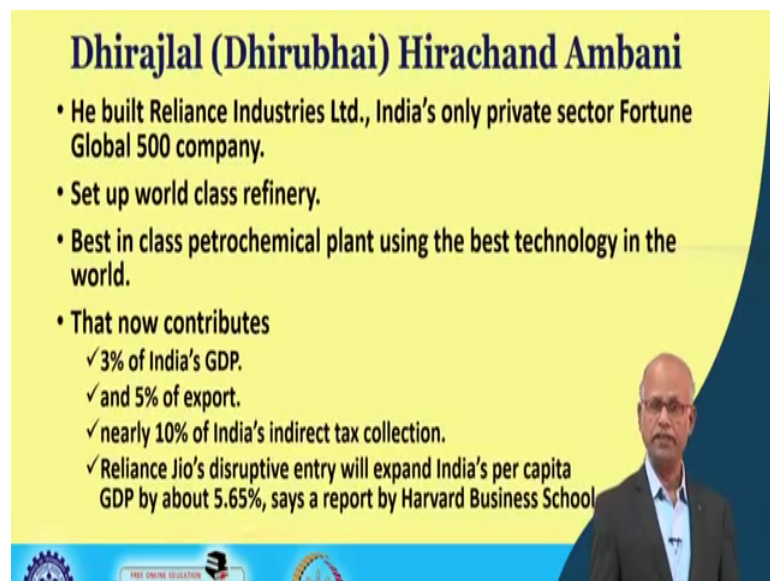 Dhirajlal (Dhirubhai) Hirachand Ambani
• He built Reliance Industries Ltd., India's only private sector Fortune
Global 500 company.
• Set up world class refinery.
• Best in class petrochemical plant using the best technology in the
world.
• That now contributes
✓3% of India's GDP.
✓and 5% of export.
✓nearly 10% of India's indirect tax collection.
✓Reliance Jio's disruptive entry will expand India's per capita
GDP by about 5.65%, says a report by Harvard Business School
FREE ONLINE EDUCATION